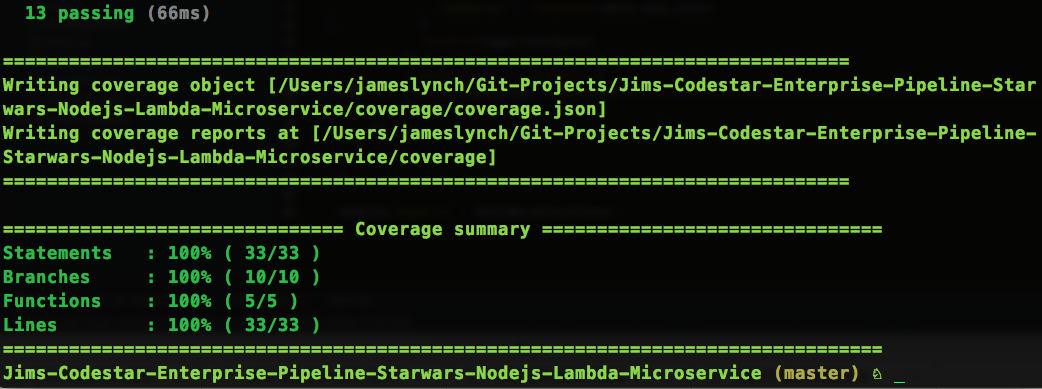 13 passing (66ms)
==============================================================================
Writing coverage object [/Users/jameslynch/Git-Projects/Jims-Codestar-Enterprise-Pipeline-Star
wars-Nodejs-Lambda-Microservice/coverage/coverage.json]
Writing coverage reports at [/Users/jameslynch/Git-Projects/Jims-Codestar-Enterprise-Pipeline-
Starwars-Nodejs-Lambda-Microservice/coverage]
==============================================================================
=============================== Coverage summary ===============================
Statements   : 100% ( 33/33 )
Branches     : 100% ( 10/10 )
Functions    : 100% ( 5/5 )
Lines        : 100% ( 33/33 )
================================================================================
Jims-Codestar-Enterprise-Pipeline-Starwars-Nodejs-Lambda-Microservice (master) ♘ _